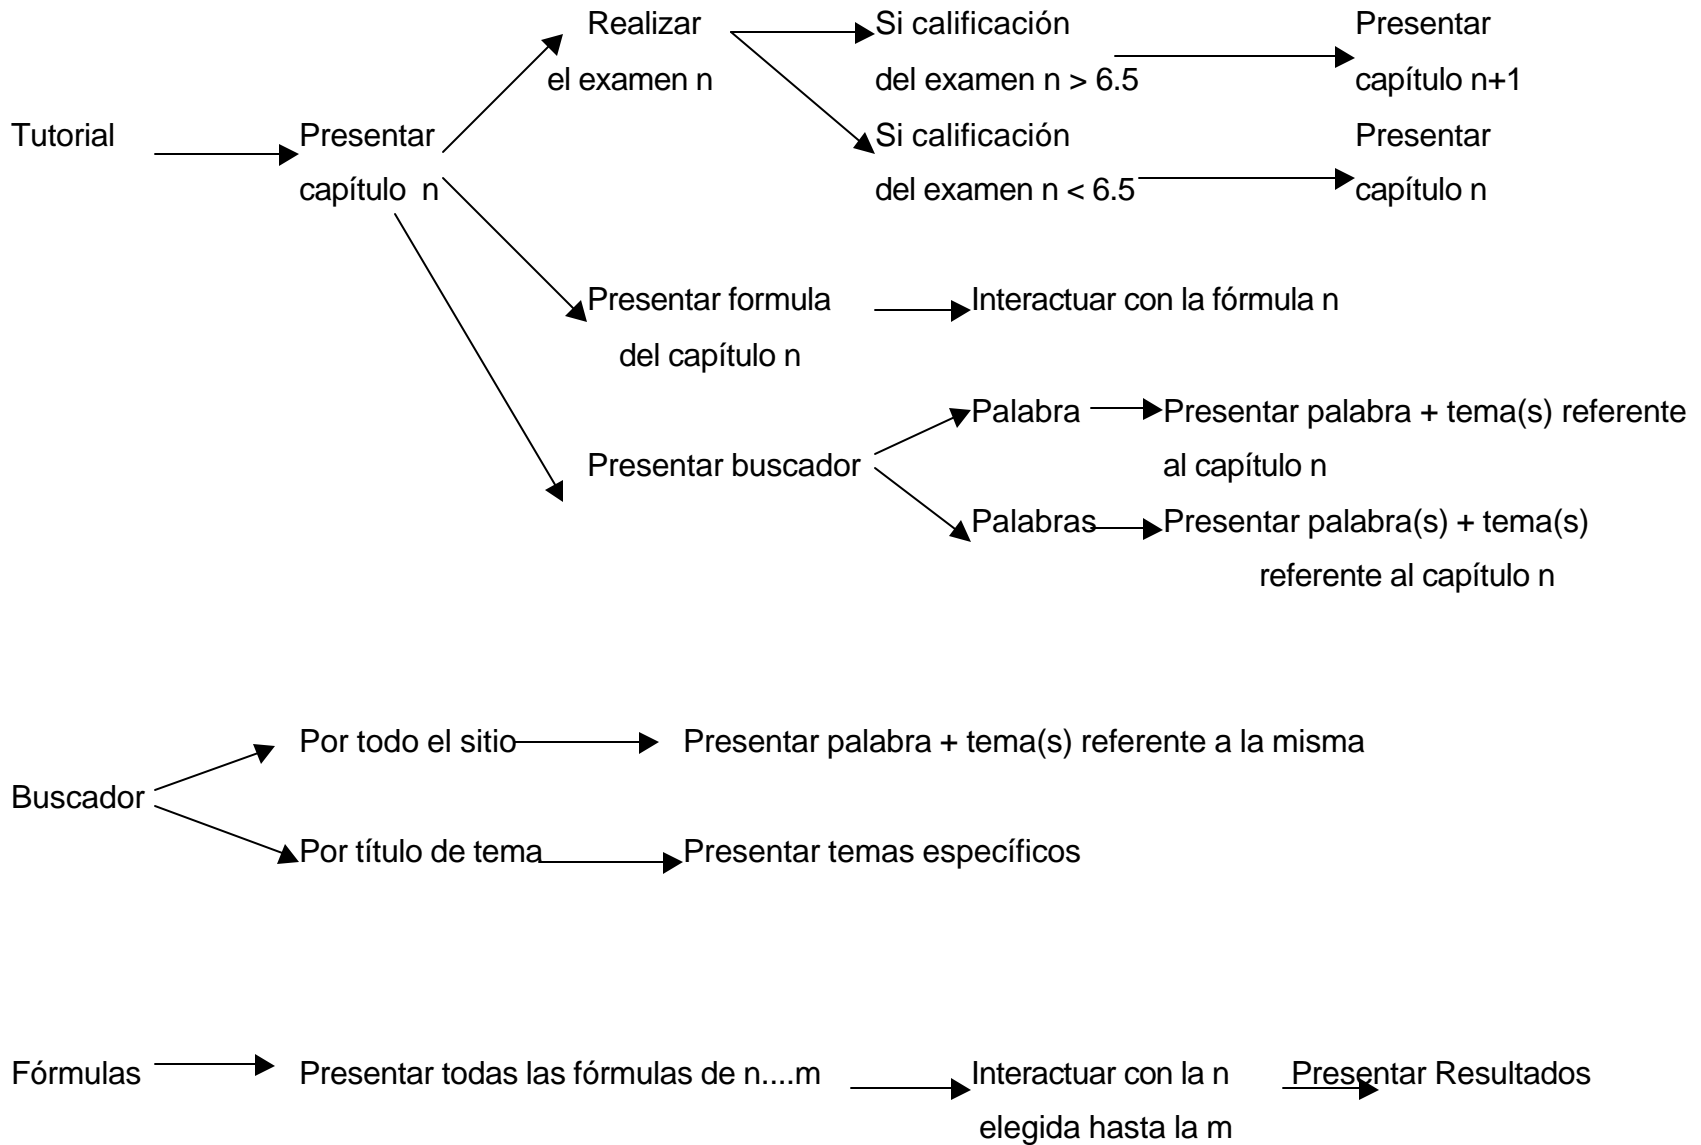 Realizar
el examen n
Si calificación
del examen n > 6.5
Presentar
capítulo n+1
Tutorial
Presentar
capítulo n
Si calificación
del examen n < 6.5
Presentar
capítulo n
Presentar formula
del capítulo n
Interactuar con la fórmula n
Presentar buscador
Palabra
Presentar palabra + tema(s) referente
al capítulo n
Palabras
Presentar palabra(s) + tema(s)
referente al capítulo n
Buscador
Por todo el sitio
Presentar palabra + tema(s) referente a la misma
Por título de tema
Presentar temas específicos
Fórmulas
Presentar todas las fórmulas de n....m
Interactuar con la n
elegida hasta la m
Presentar Resultados